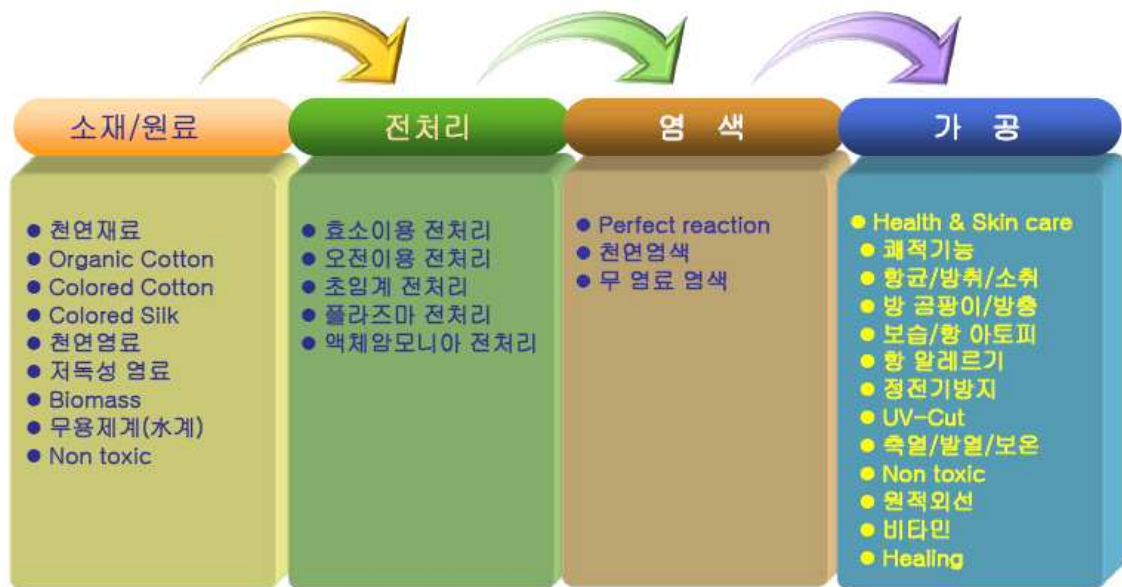 소재/원료
● 천연재료
● Organic Cotton
● Colored Cotton
● Colored Silk
● 천연염료
● 저독성 염료
● Biomass
● 무용제계(水계)
● Non toxic
전처리
● 효소이용 전처리
● 오전이용 전처리
● 초임계 전처리
● 플라즈마 전처리
● 액체암모니아 전처리
염 색
● Perfect reaction
● 천연염색
● 무 염료 염색
가 공
● Health & Skin care
● 쾌적기능
● 항균/방취/소취
● 방 곰팡이/방충
● 보습/항 아토피
● 항 알레르기
● 정전기방지
● UV-Cut
● 축열/발열/보온
● Non toxic
● 원적외선
● 비타민
● Healing